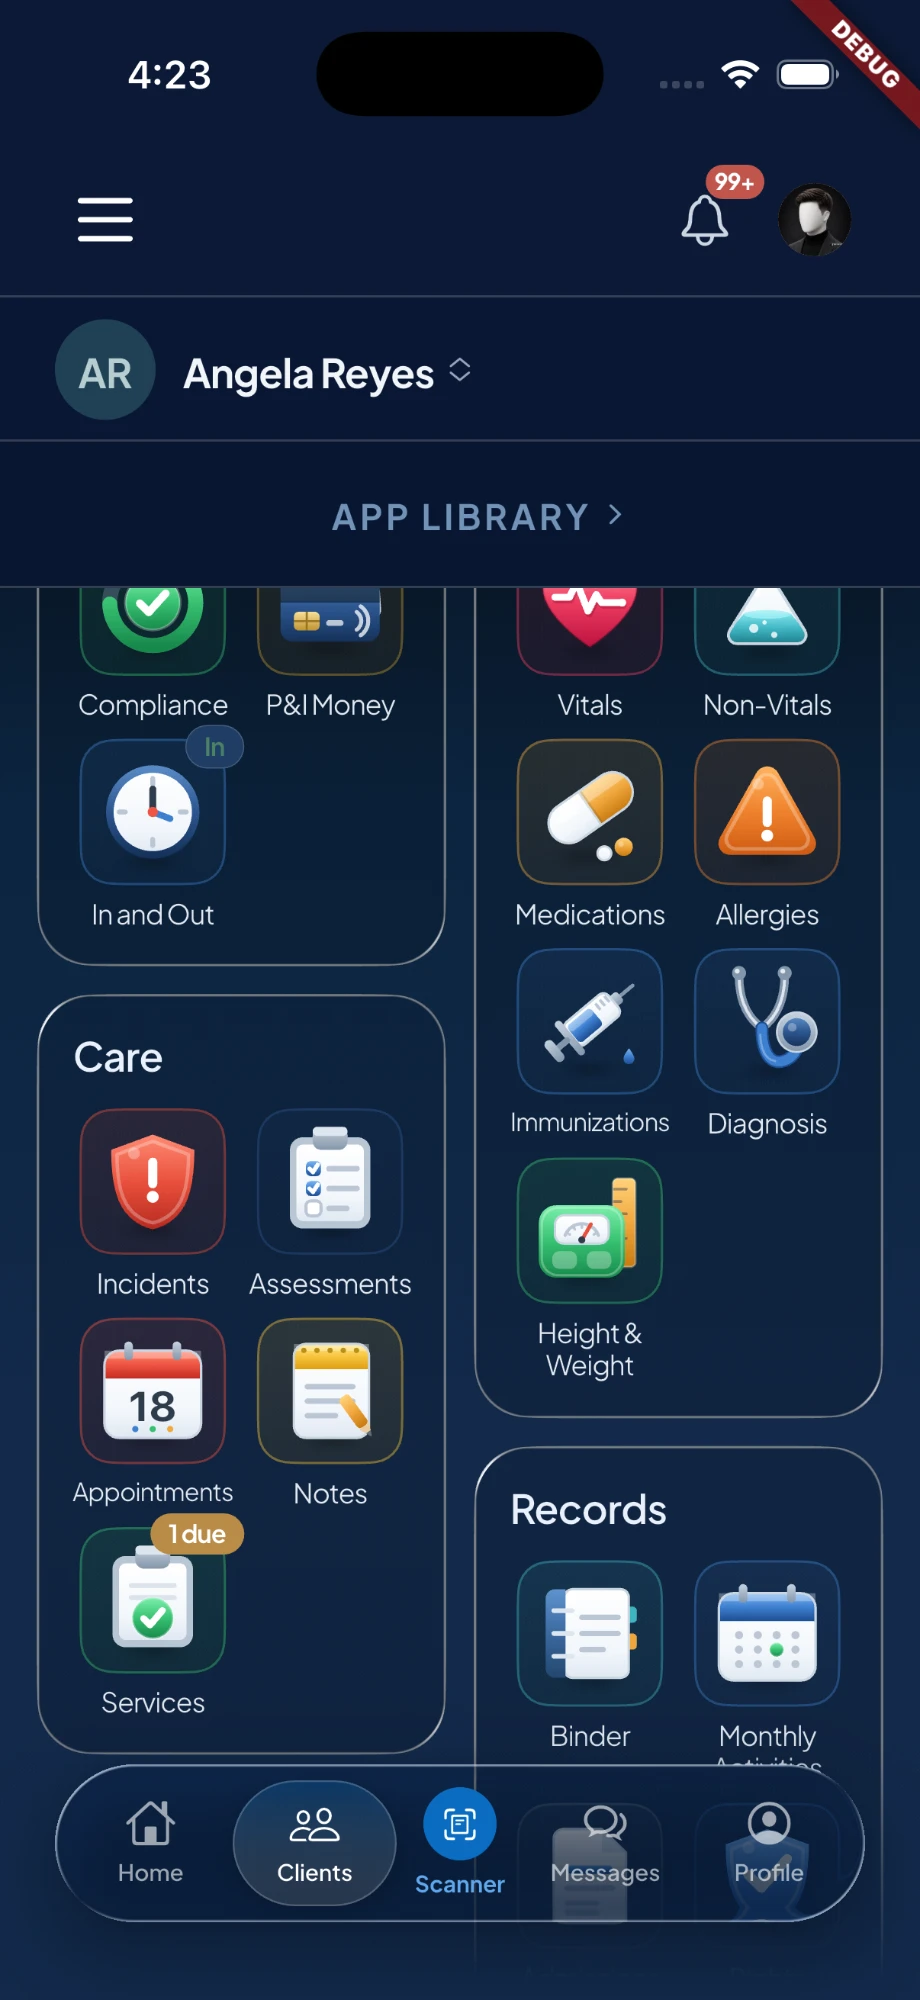 4:23
DEBUG
99+
AR
Angela Reyes
APP LIBRARY
Compliance
P&I Money
In
In and Out
Vitals
Non-Vitals
Medications
Allergies
Immunizations
Diagnosis
Height &
Weight
Care
Incidents
Assessments
18
Appointments
Notes
1 due
Services
Records
Binder
Monthly
Activities
Home
Clients
Scanner
Messages
Profile